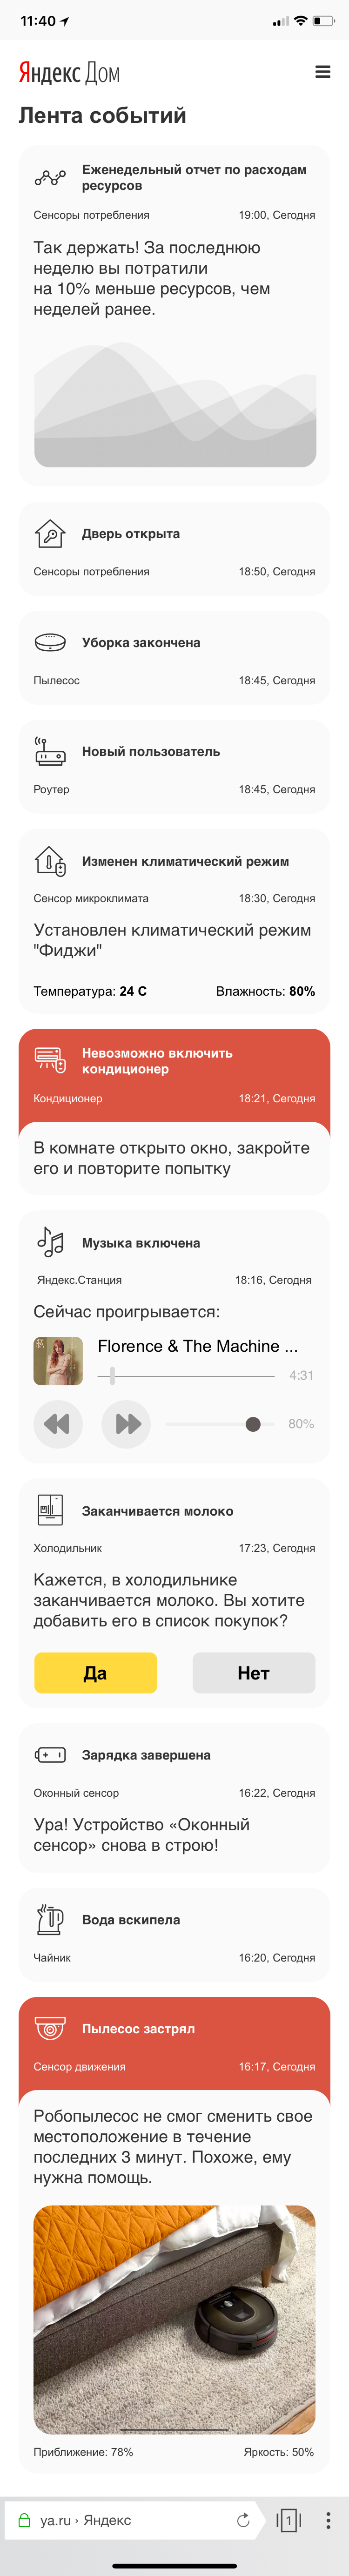 11:40
Яндекс Дом
Лента событий
Еженедельный отчет по расходам
ресурсов
Сенсоры потребления 19:00, Сегодня
Так держать! За последнюю
неделю вы потратили
на 10% меньше ресурсов, чем
неделей ранее.
Дверь открыта
Сенсоры потребления 18:50, Сегодня
Уборка закончена
Пылесос 18:45, Сегодня
Новый пользователь
Роутер 18:45, Сегодня
Изменен климатический режим
Сенсор микроклимата 18:30, Сегодня
Установлен климатический режим
"Фиджи"
Температура: 24 C Влажность: 80%
Невозможно включить
кондиционер
Кондиционер 18:21, Сегодня
В комнате открыто окно, закройте
его и повторите попытку
Музыка включена
Яндекс.Станция 18:16, Сегодня
Сейчас проигрывается:
Florence & The Machine ...
4:31
80%
Заканчивается молоко
Холодильник 17:23, Сегодня
Кажется, в холодильнике
заканчивается молоко. Вы хотите
добавить его в список покупок?
Да Нет
Зарядка завершена
Оконный сенсор 16:22, Сегодня
Ура! Устройство «Оконный
сенсор» снова в строю!
Вода вскипела
Чайник 16:20, Сегодня
Пылесос застрял
Сенсор движения 16:17, Сегодня
Робопылесос не смог сменить свое
местоположение в течение
последних 3 минут. Похоже, ему
нужна помощь.
Приближение: 78% Яркость: 50%
ya.ru › Яндекс 1